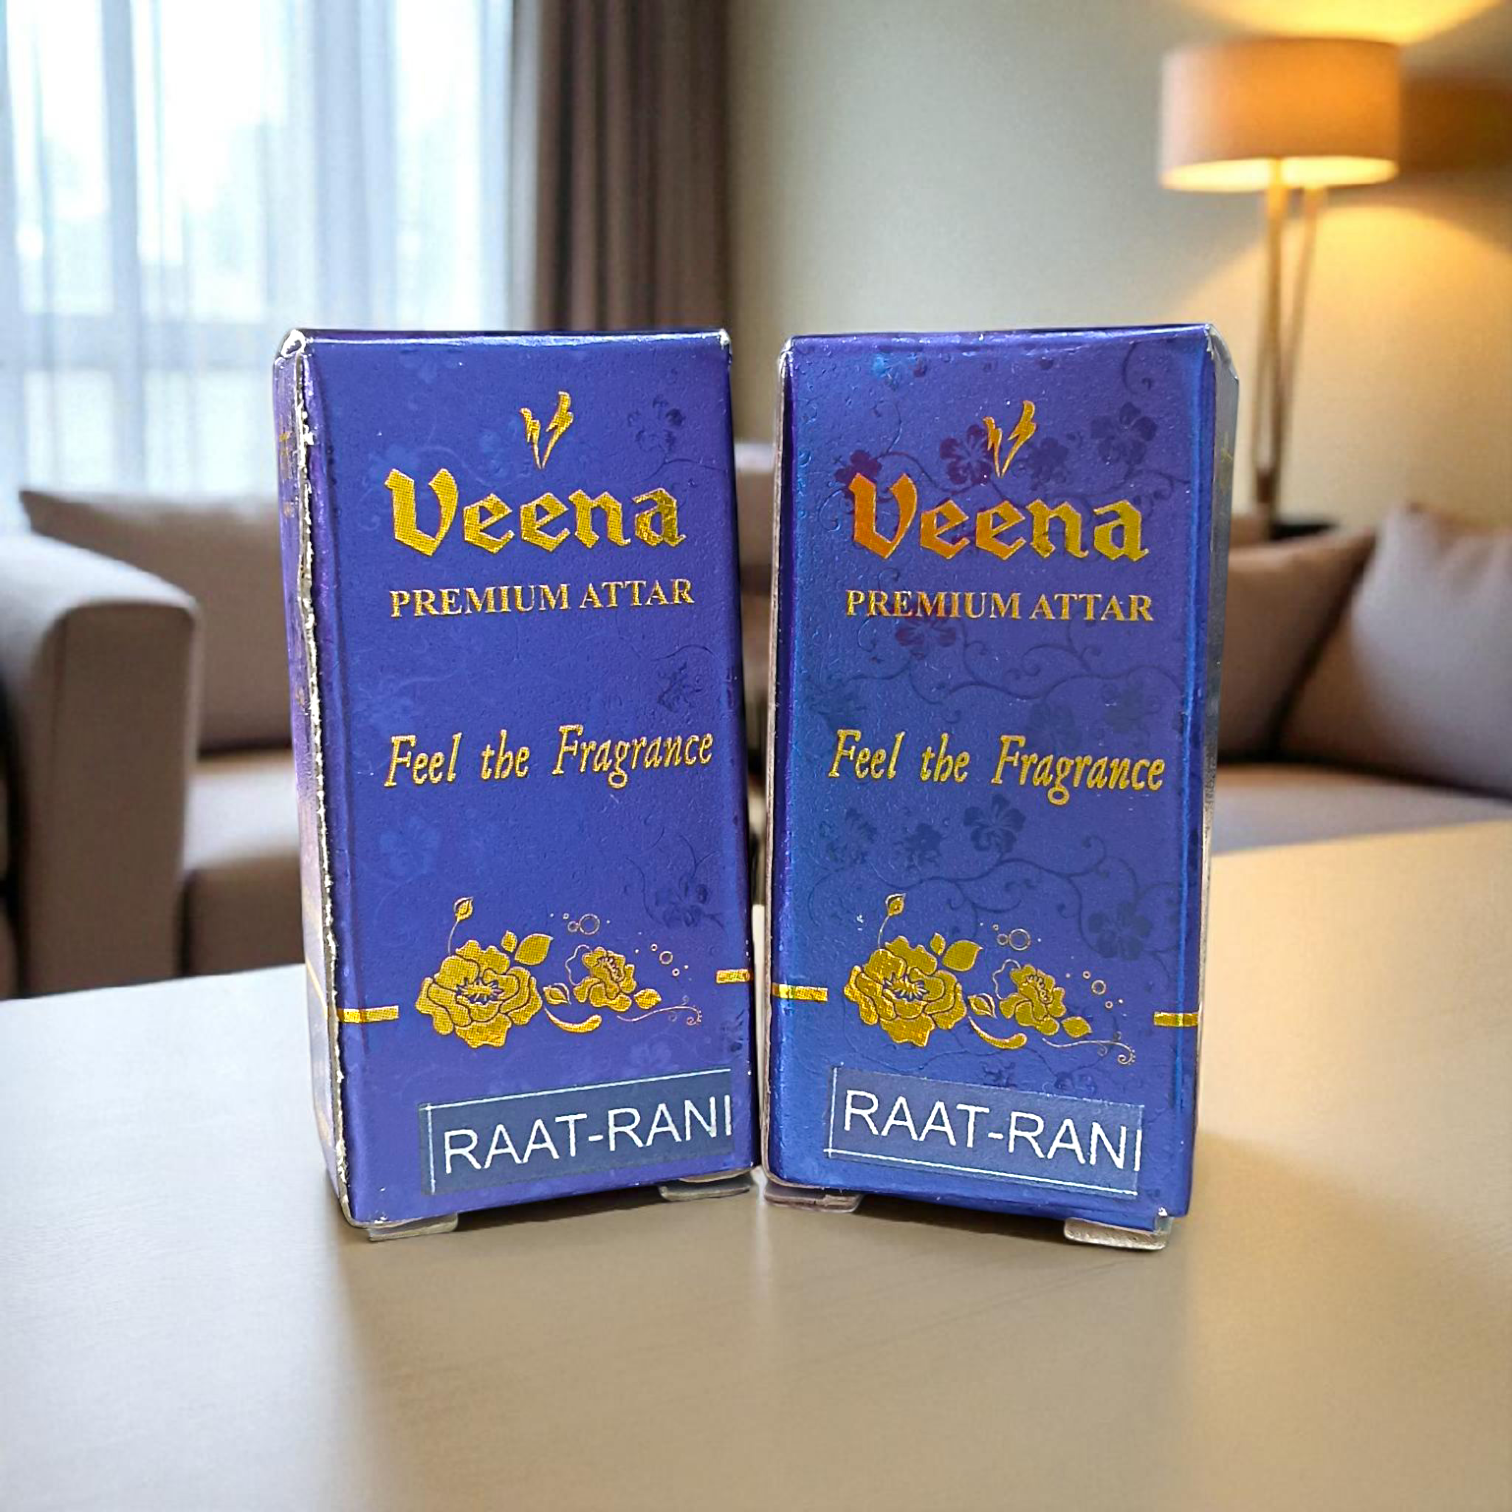 Veena
PREMIUM ATTAR
Feel the Fragrance
RAAT-RANI
Veena
PREMIUM ATTAR
Feel the Fragrance
RAAT-RANI